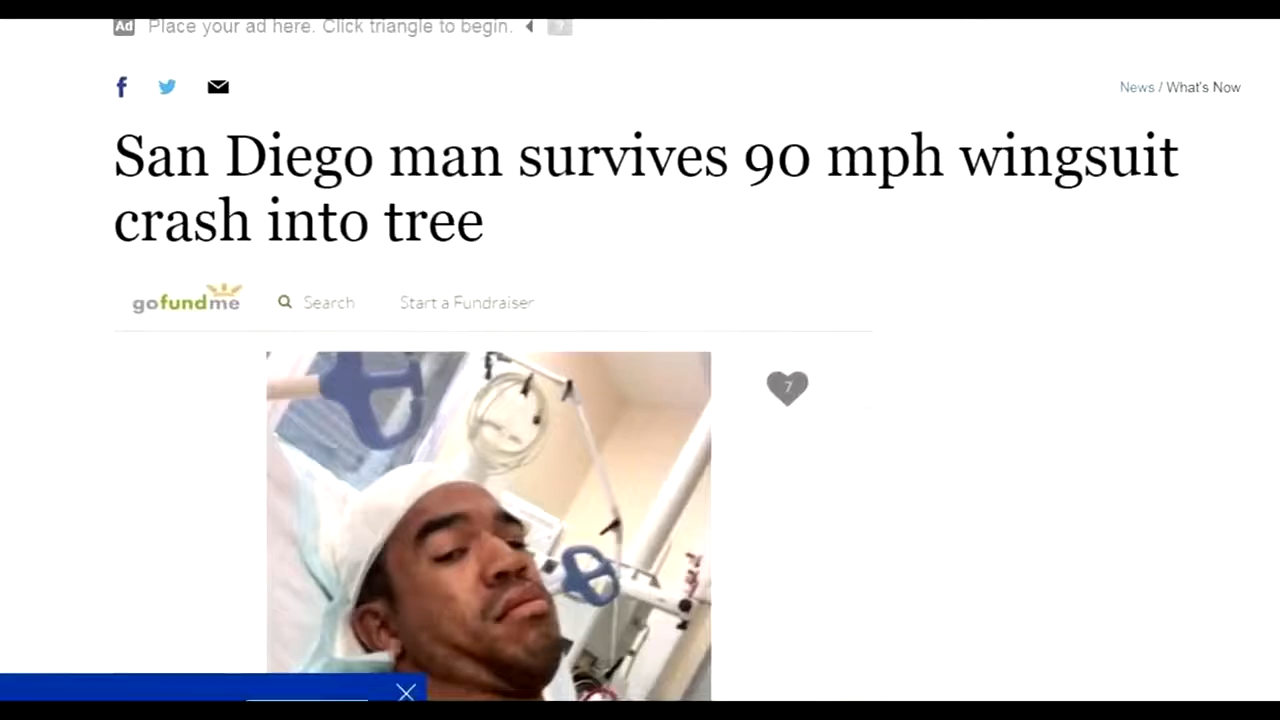 Ad Place your ad here. Click triangle to begin.
News / What's Now
San Diego man survives 90 mph wingsuit
crash into tree
gofundme Search Start a Fundraiser
7